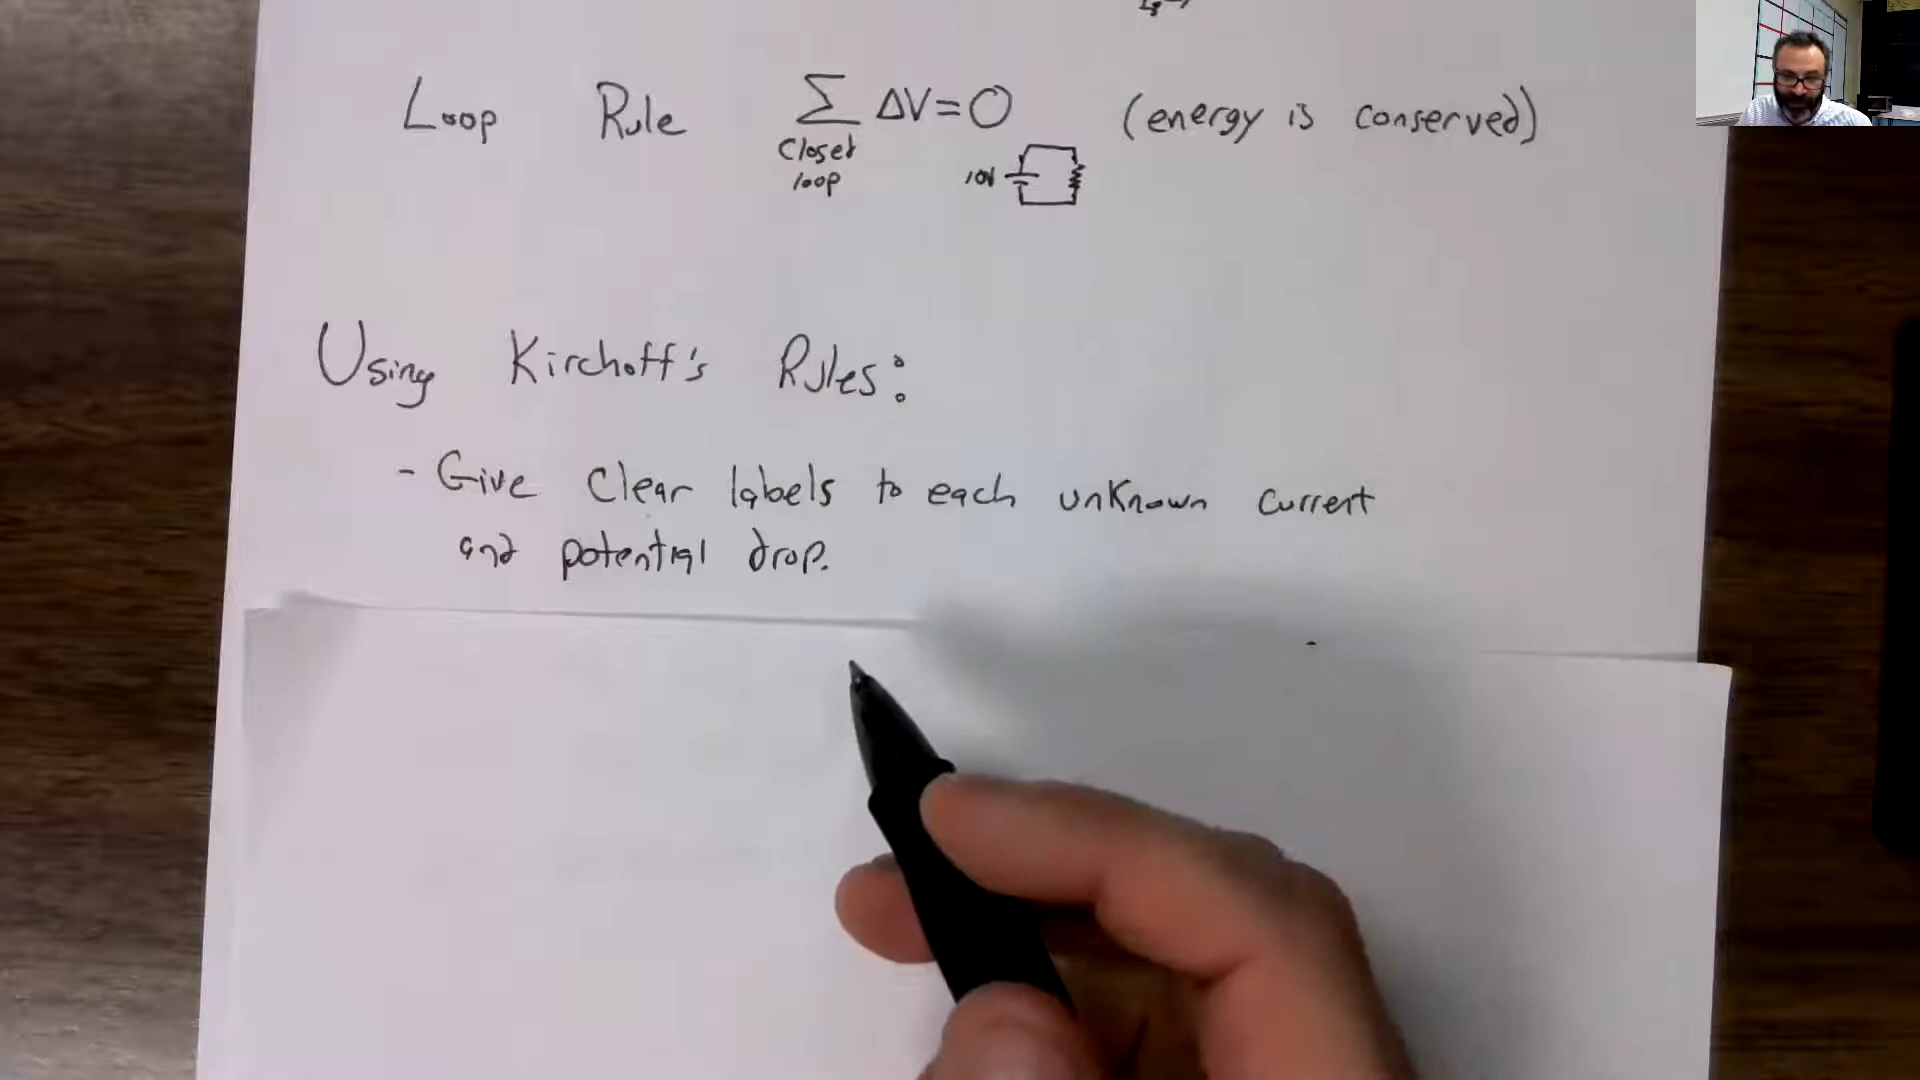 Loop Rule ∑ ΔV=0 (energy is conserved)
Closed
loop
10V
Using Kirchoff's Rules:
- Give Clear labels to each unknown current
and potential drop.